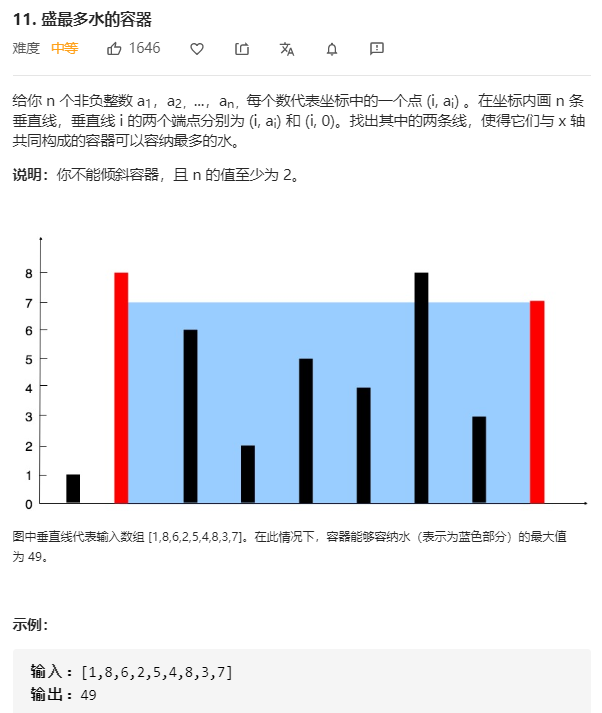 11. 盛最多水的容器
难度 中等 1646
给你 n 个非负整数 a1，a2，...，an，每个数代表坐标中的一个点 (i, ai) 。在坐标内画 n 条
垂直线，垂直线 i 的两个端点分别为 (i, ai) 和 (i, 0)。找出其中的两条线，使得它们与 x 轴
共同构成的容器可以容纳最多的水。
说明：你不能倾斜容器，且 n 的值至少为 2。
8
7
6
5
4
3
2
1
0
图中垂直线代表输入数组 [1,8,6,2,5,4,8,3,7]。在此情况下，容器能够容纳水（表示为蓝色部分）的最大值
为 49。
示例：
输入：[1,8,6,2,5,4,8,3,7]
输出：49